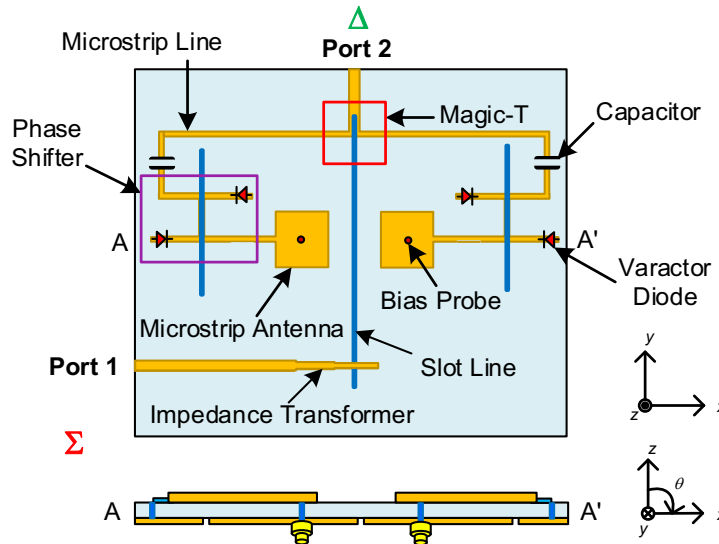 Δ
Microstrip Line
Port 2
Magic-T
Capacitor
Phase
Shifter
A
A'
Varactor
Diode
Bias Probe
Microstrip Antenna
Slot Line
Port 1
Impedance Transformer
Σ
y
z
A
A'
z
θ
y